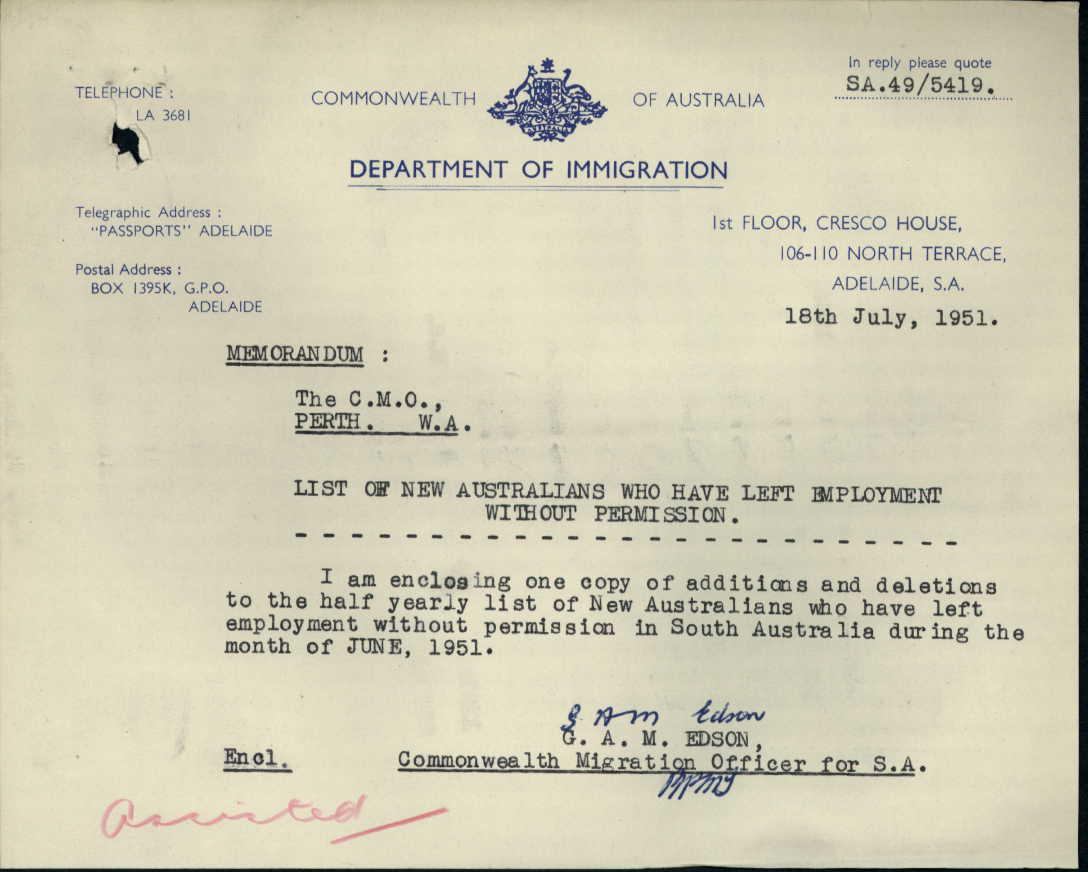 In reply please quote
SA.49/5419.
TELEPHONE :
LA 3681
COMMONWEALTH OF AUSTRALIA
AUSTRALIA
DEPARTMENT OF IMMIGRATION
Telegraphic Address :
"PASSPORTS" ADELAIDE
Postal Address :
BOX 1395K, G.P.O.
ADELAIDE
1st FLOOR, CRESCO HOUSE,
106-110 NORTH TERRACE,
ADELAIDE, S.A.
18th July, 1951.
MEMORANDUM :
The C.M.O.,
PERTH. W.A.
LIST OF NEW AUSTRALIANS WHO HAVE LEFT EMPLOYMENT
WITHOUT PERMISSION.
- - - - - - - - - - - - - - - - - - - - - - - - -
I am enclosing one copy of additions and deletions
to the half yearly list of New Australians who have left
employment without permission in South Australia during the
month of JUNE, 1951.
G A M Edson
G. A. M. EDSON,
Encl. Commonwealth Migration Officer for S.A.
Assisted